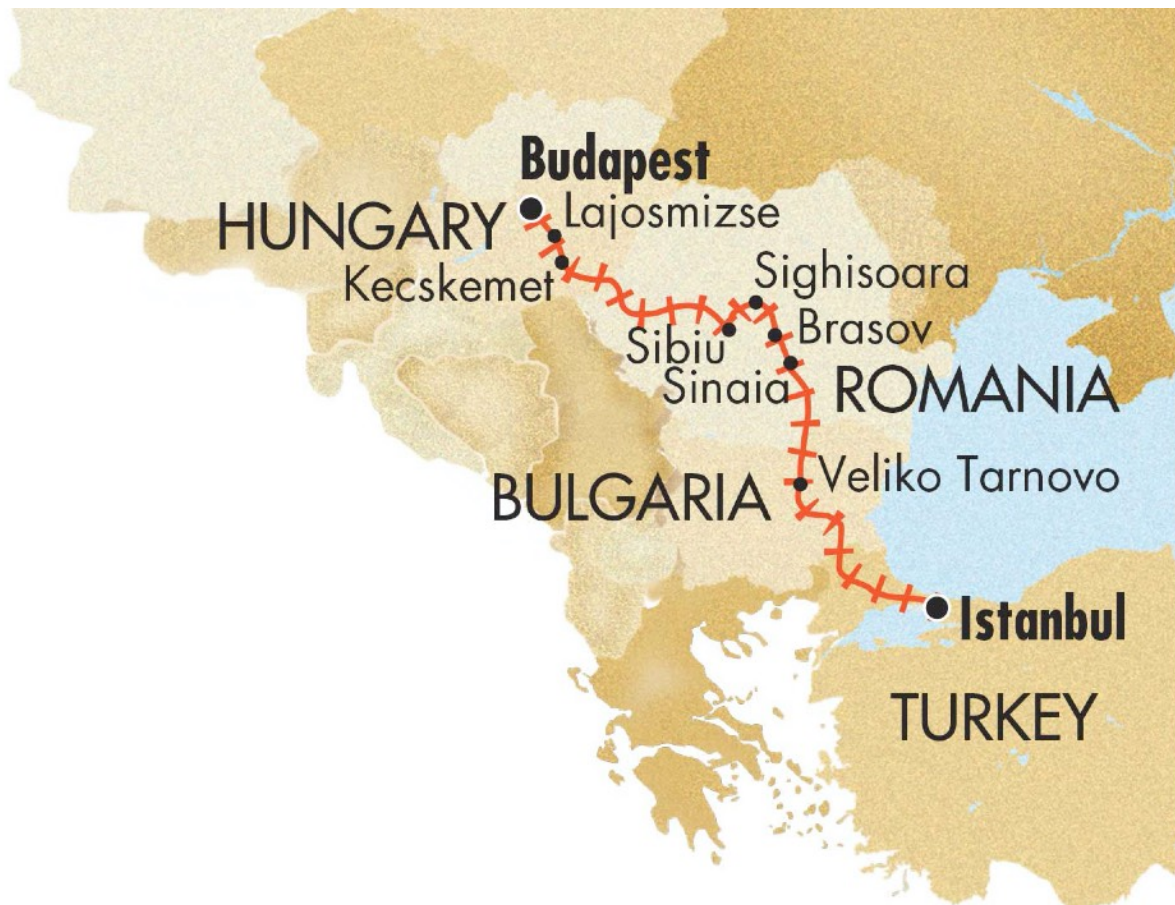 Budapest
Lajosmizse
HUNGARY
Kecskemet
Sighisoara
Brasov
Sibiu
Sinaia
ROMANIA
Veliko Tarnovo
BULGARIA
Istanbul
TURKEY